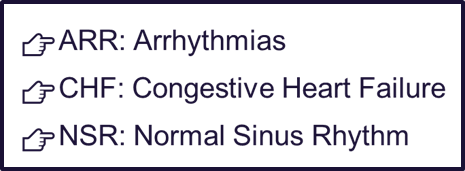 ARR: Arrhythmias
CHF: Congestive Heart Failure
NSR: Normal Sinus Rhythm